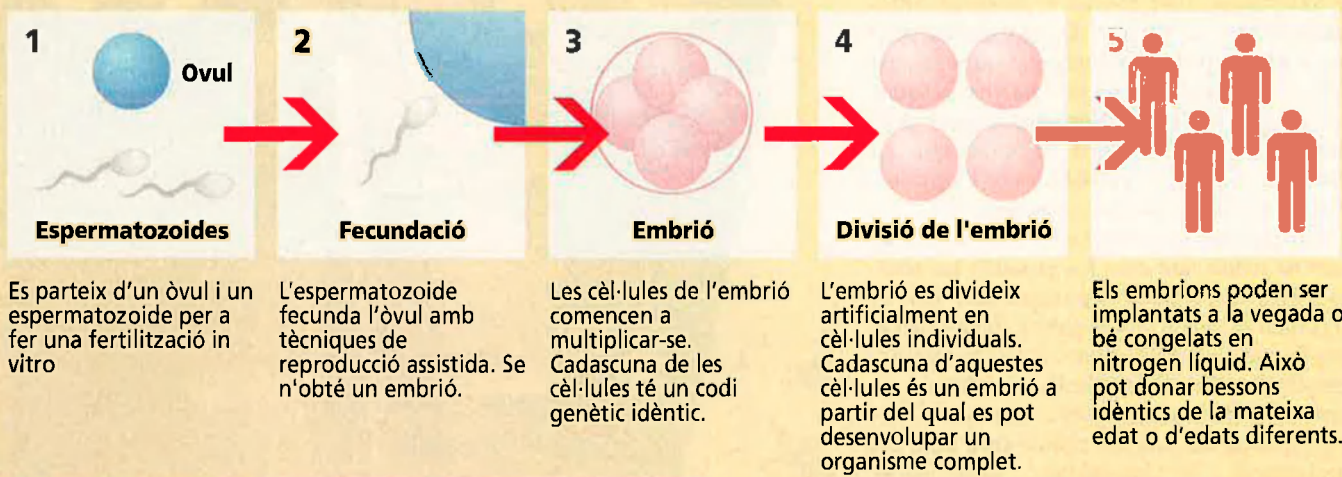 1
Ovul
Espermatozoides
Es parteix d'un òvul i un
espermatozoide per a
fer una fertilització in
vitro
2
Fecundació
L'espermatozoide
fecunda l'òvul amb
tècniques de
reproducció assistida. Se
n'obté un embrió.
3
Embrió
Les cèl·lules de l'embrió
comencen a
multiplicar-se.
Cadascuna de les
cèl·lules té un codi
genètic idèntic.
4
Divisió de l'embrió
L'embrió es divideix
artificialment en
cèl·lules individuals.
Cadascuna d'aquestes
cèl·lules és un embrió a
partir del qual es pot
desenvolupar un
organisme complet.
5
Els embrions poden ser
implantats a la vegada o
bé congelats en
nitrogen líquid. Això
pot donar bessons
idèntics de la mateixa
edat o d'edats diferents.